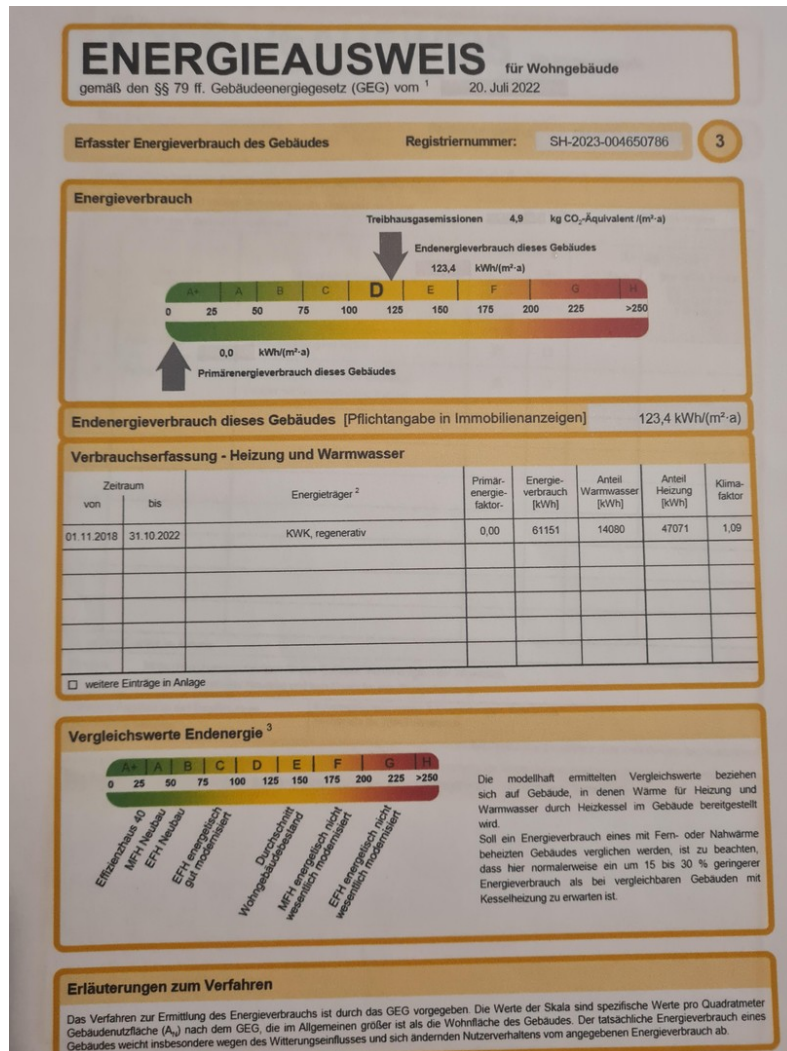 ENERGIEAUSWEIS für Wohngebäude
gemäß den §§ 79 ff. Gebäudeenergiegesetz (GEG) vom ¹ 20. Juli 2022
Erfasster Energieverbrauch des Gebäudes Registriernummer: SH-2023-004650786 3
Energieverbrauch
Treibhausgasemissionen 4,9 kg CO₂-Äquivalent /(m²·a)
Endenergieverbrauch dieses Gebäudes
123,4 kWh/(m²·a)
A+ A B C D E F G H
0 25 50 75 100 125 150 175 200 225 >250
0,0 kWh/(m²·a)
Primärenergieverbrauch dieses Gebäudes
Endenergieverbrauch dieses Gebäudes [Pflichtangabe in Immobilienanzeigen] 123,4 kWh/(m²·a)
Verbrauchserfassung - Heizung und Warmwasser
Zeitraum
von bis
Energieträger ²
Primär-
energie-
faktor-
Energie-
verbrauch
[kWh]
Anteil
Warmwasser
[kWh]
Anteil
Heizung
[kWh]
Klima-
faktor
01.11.2018 31.10.2022 KWK, regenerativ 0,00 61151 14080 47071 1,09
weitere Einträge in Anlage
Vergleichswerte Endenergie ³
A+ A B C D E F G H
0 25 50 75 100 125 150 175 200 225 >250
Effizienzhaus 40
MFH Neubau
EFH Neubau
EFH energetisch
gut modernisiert
Durchschnitt
Wohngebäudebestand
MFH energetisch nicht
wesentlich modernisiert
EFH energetisch nicht
wesentlich modernisiert
Die modellhaft ermittelten Vergleichswerte beziehen
sich auf Gebäude, in denen Wärme für Heizung und
Warmwasser durch Heizkessel im Gebäude bereitgestellt
wird.
Soll ein Energieverbrauch eines mit Fern- oder Nahwärme
beheizten Gebäudes verglichen werden, ist zu beachten,
dass hier normalerweise ein um 15 bis 30 % geringerer
Energieverbrauch als bei vergleichbaren Gebäuden mit
Kesselheizung zu erwarten ist.
Erläuterungen zum Verfahren
Das Verfahren zur Ermittlung des Energieverbrauchs ist durch das GEG vorgegeben. Die Werte der Skala sind spezifische Werte pro Quadratmeter
Gebäudenutzfläche (Aₙ) nach dem GEG, die im Allgemeinen größer ist als die Wohnfläche des Gebäudes. Der tatsächliche Energieverbrauch eines
Gebäudes weicht insbesondere wegen des Witterungseinflusses und sich ändernden Nutzerverhaltens vom angegebenen Energieverbrauch ab.